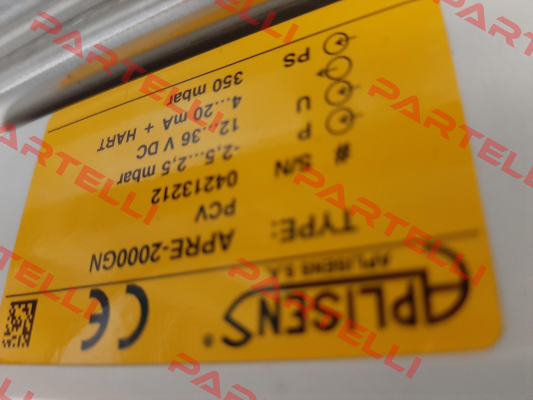 APLISENS ®
CE
APLISENS S.A.
TYPE: APRE-2000GN
PCV
# S/N 04213212
P -2,5...2,5 mbar
U 12...36 V DC
4...20 mA + HART
PS 350 mbar
PARTELLI